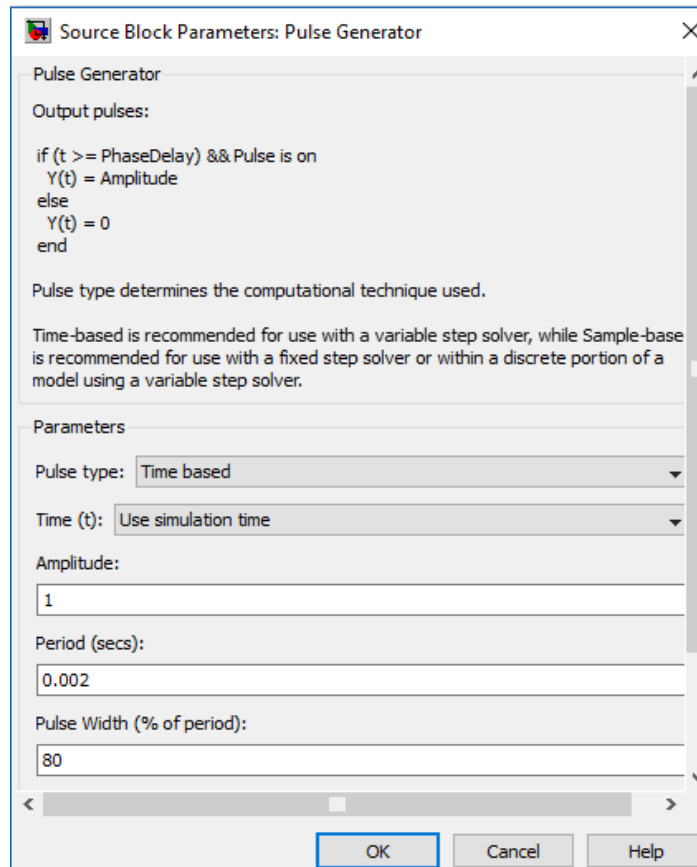 Source Block Parameters: Pulse Generator
Pulse Generator
Output pulses:
if (t >= PhaseDelay) && Pulse is on
Y(t) = Amplitude
else
Y(t) = 0
end
Pulse type determines the computational technique used.
Time-based is recommended for use with a variable step solver, while Sample-base
is recommended for use with a fixed step solver or within a discrete portion of a
model using a variable step solver.
Parameters
Pulse type: Time based
Time (t): Use simulation time
Amplitude:
1
Period (secs):
0.002
Pulse Width (% of period):
80
OK Cancel Help